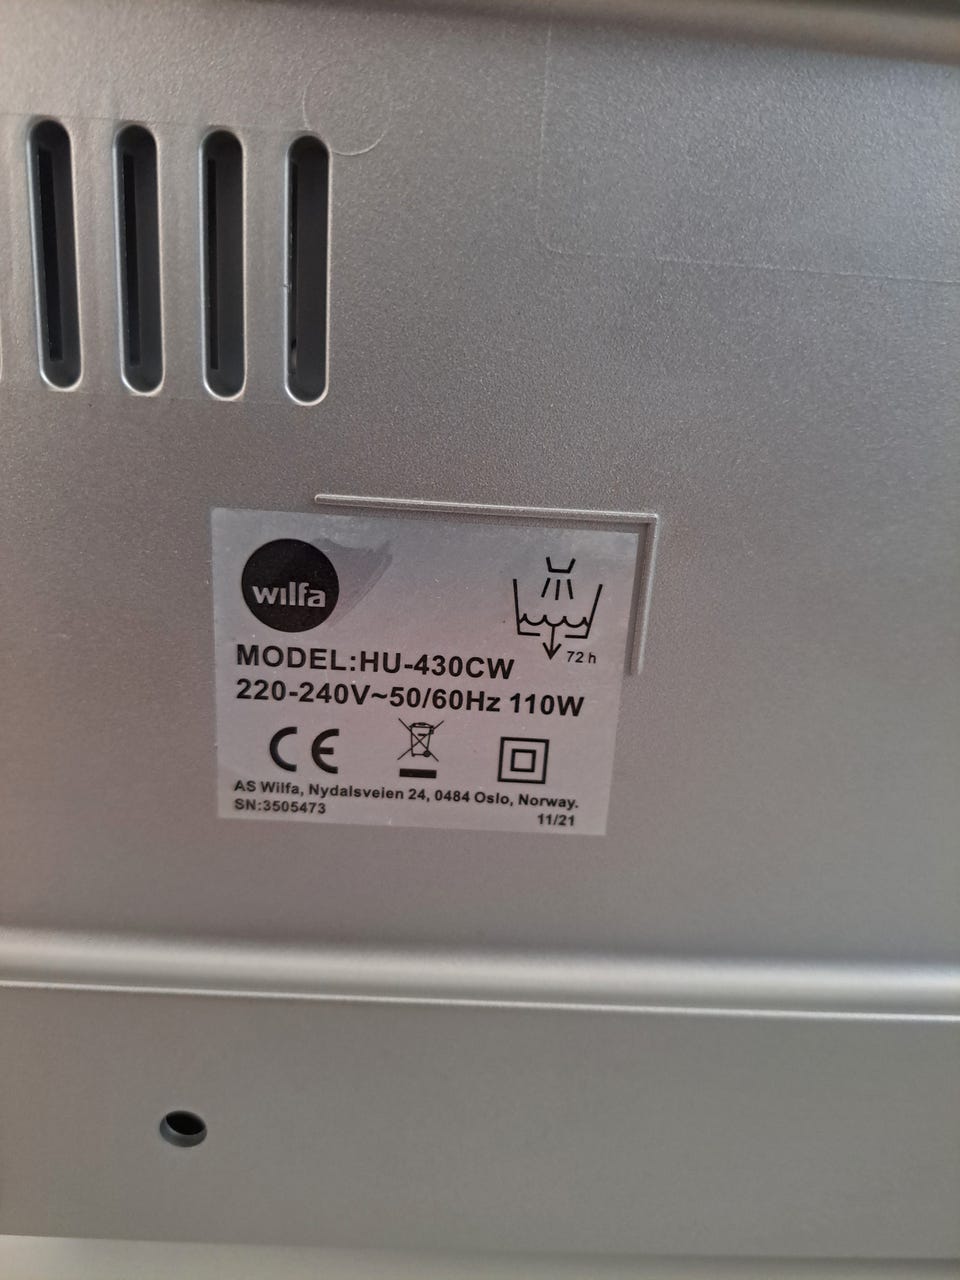 wilfa
72 h
MODEL:HU-430CW
220-240V~50/60Hz 110W
CE
AS Wilfa, Nydalsveien 24, 0484 Oslo, Norway.
SN:3505473
11/21